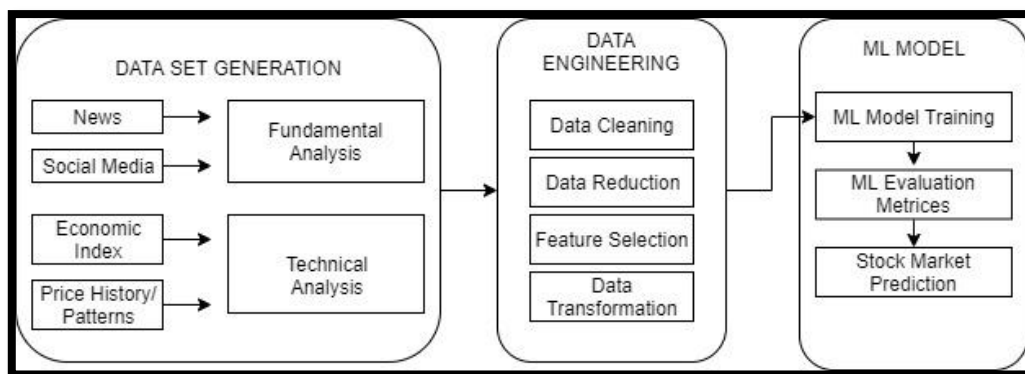 DATA SET GENERATION
News
Social Media
Fundamental
Analysis
Economic
Index
Price History/
Patterns
Technical
Analysis
DATA
ENGINEERING
Data Cleaning
Data Reduction
Feature Selection
Data
Transformation
ML MODEL
ML Model Training
ML Evaluation
Metrices
Stock Market
Prediction